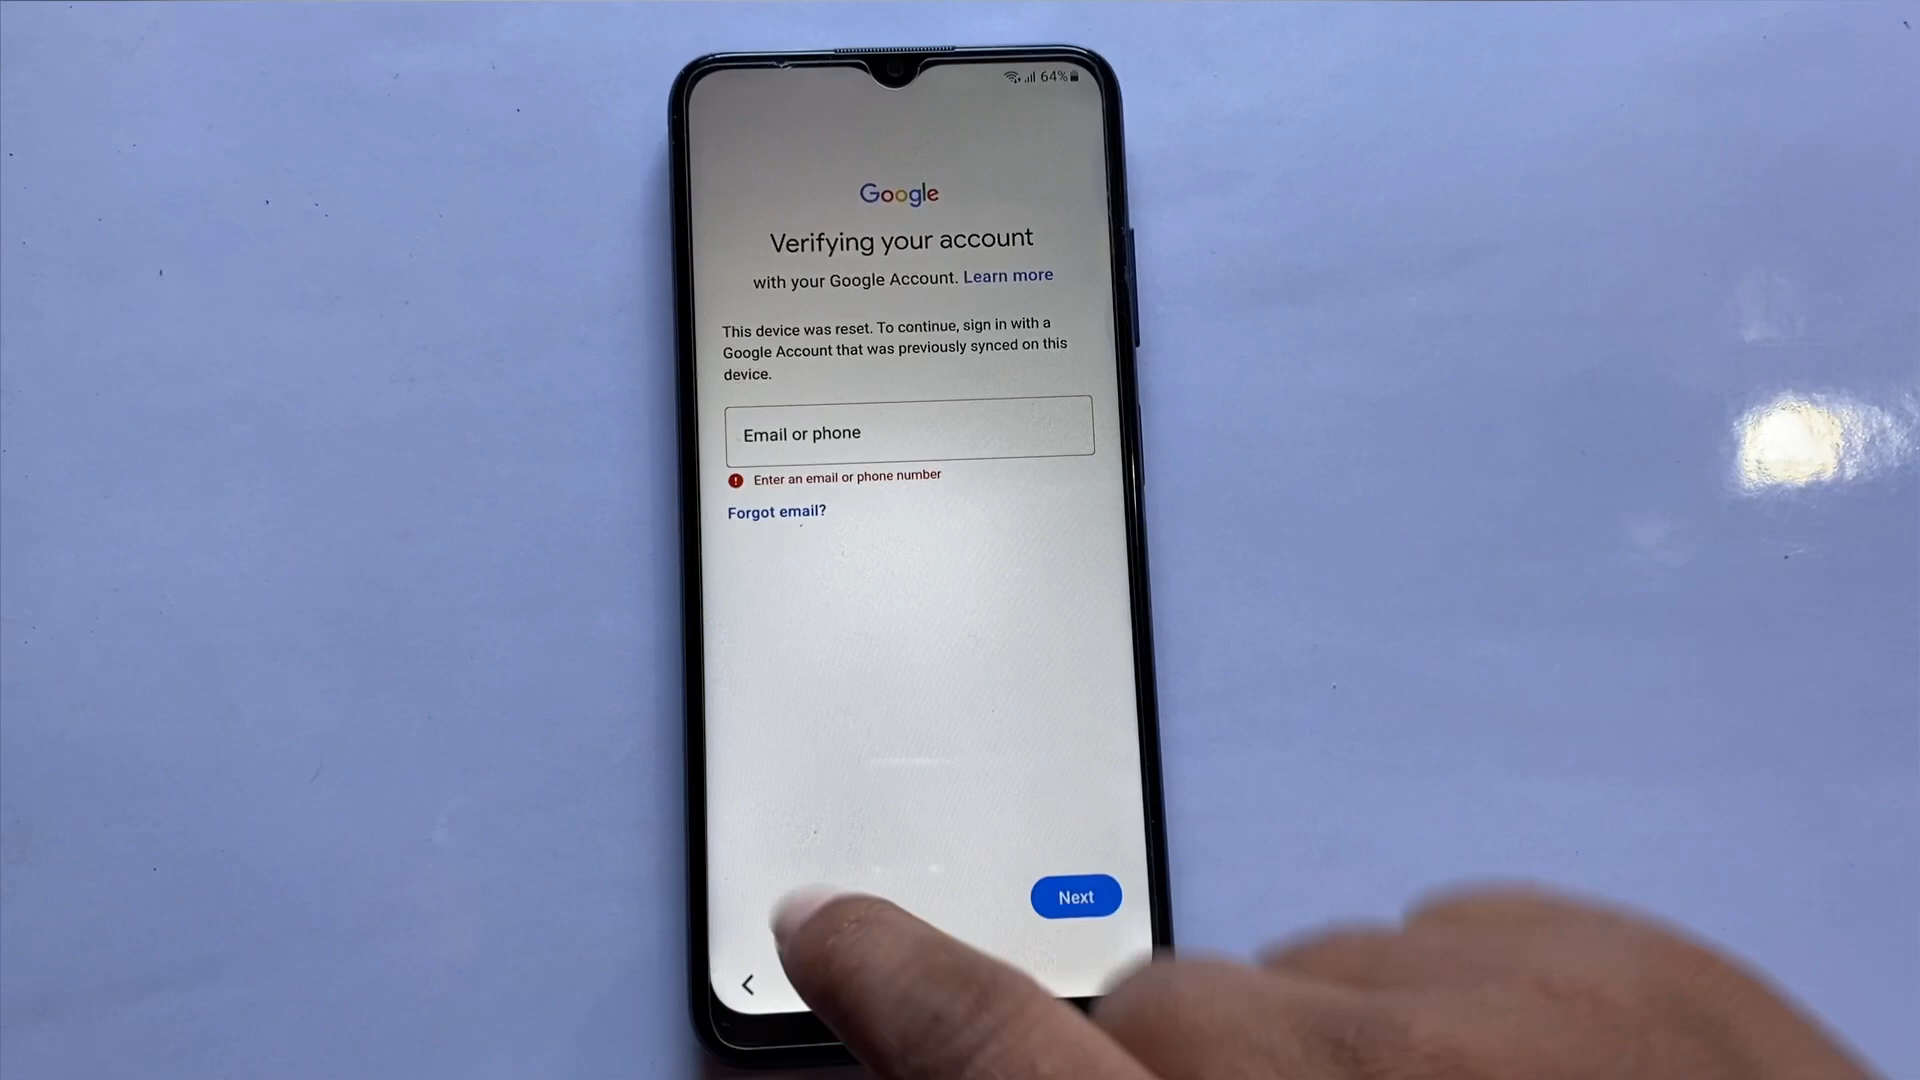 64%
Google
Verifying your account
with your Google Account. Learn more
This device was reset. To continue, sign in with a
Google Account that was previously synced on this
device.
Email or phone
Enter an email or phone number
Forgot email?
Next